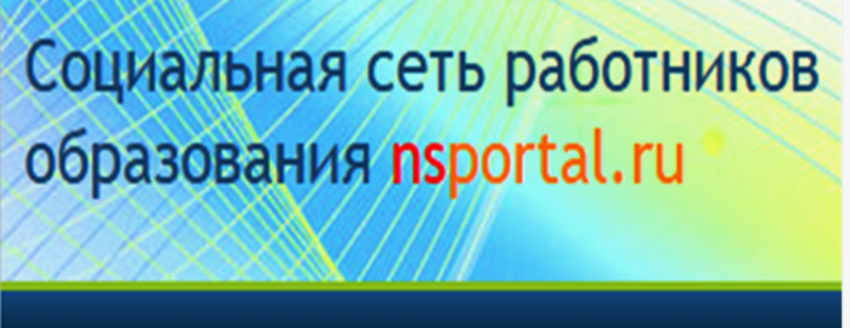 Социальная сеть работников
образования nsportal.ru